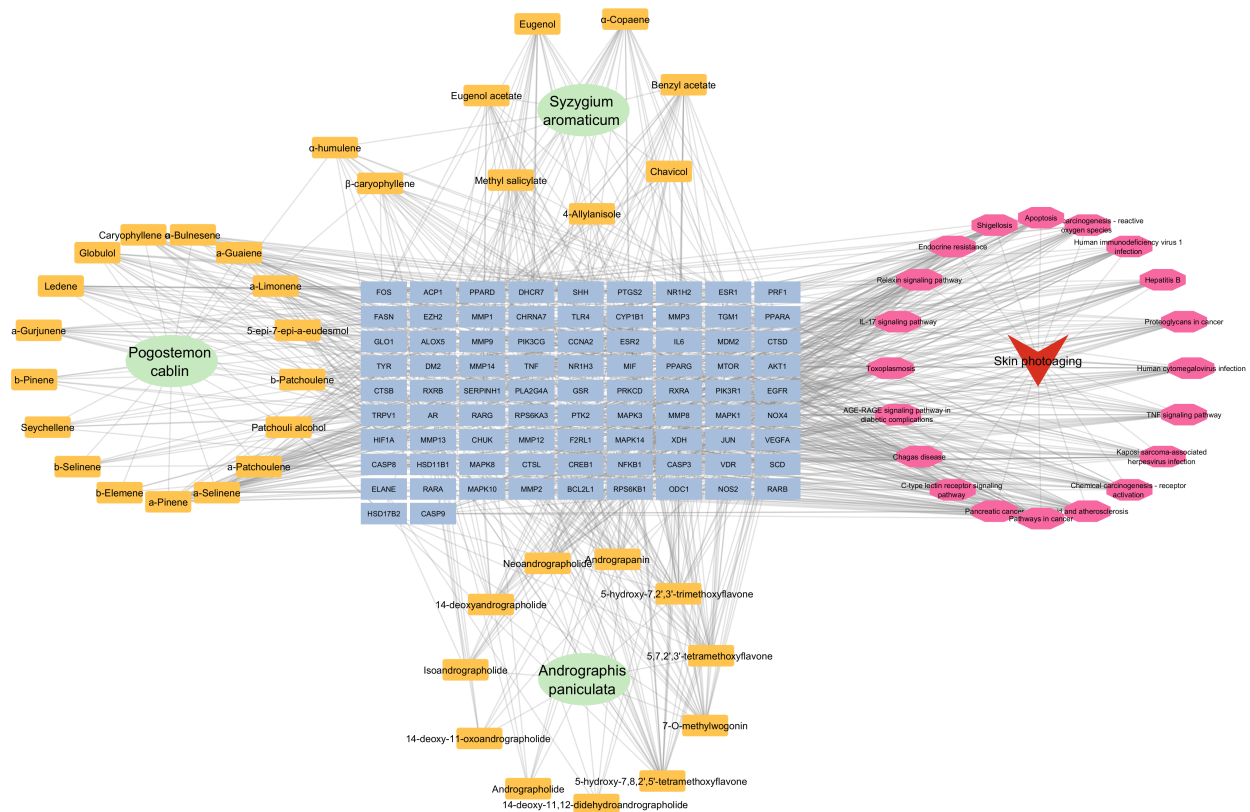 Eugenol
α-Copaene
Eugenol acetate
Benzyl acetate
Syzygium
aromaticum
α-humulene
β-caryophyllene
Methyl salicylate
Chavicol
4-Allylanisole
Caryophyllene
α-Bulnesene
Globulol
a-Guaiene
Ledene
a-Limonene
a-Gurjunene
5-epi-7-epi-a-eudesmol
Pogostemon
cablin
b-Pinene
b-Patchoulene
Seychellene
Patchouli alcohol
b-Selinene
a-Patchoulene
b-Elemene
a-Selinene
a-Pinene
FOS ACP1 PPARD DHCR7 SHH PTGS2 NR1H2 ESR1 PRF1
FASN EZH2 MMP1 CHRNA7 TLR4 CYP1B1 MMP3 TGM1 PPARA
GLO1 ALOX5 MMP9 PIK3CG CCNA2 ESR2 IL6 MDM2 CTSD
TYR DM2 MMP14 TNF NR1H3 MIF PPARG MTOR AKT1
CTSB RXRB SERPINH1 PLA2G4A GSR PRKCD RXRA PIK3R1 EGFR
TRPV1 AR RARG RPS6KA3 PTK2 MAPK3 MMP8 MAPK1 NOX4
HIF1A MMP13 CHUK MMP12 F2RL1 MAPK14 XDH JUN VEGFA
CASP8 HSD11B1 MAPK8 CTSL CREB1 NFKB1 CASP3 VDR SCD
ELANE RARA MAPK10 MMP2 BCL2L1 RPS6KB1 ODC1 NOS2 RARB
HSD17B2 CASP9
Apoptosis
Shigellosis
carcinogenesis - reactive
oxygen species
Endocrine resistance
Human immunodeficiency virus 1
infection
Relaxin signaling pathway
Hepatitis B
IL-17 signaling pathway
Proteoglycans in cancer
Skin photoaging
Toxoplasmosis
Human cytomegalovirus infection
AGE-RAGE signaling pathway in
diabetic complications
TNF signaling pathway
Chagas disease
Kaposi sarcoma-associated
herpesvirus infection
C-type lectin receptor signaling
pathway
Chemical carcinogenesis - receptor
activation
Pancreatic cancer
and atherosclerosis
Pathways in cancer
Neoandrographolide
Andrograpanin
14-deoxyandrographolide
5-hydroxy-7,2',3'-trimethoxyflavone
Isoandrographolide
5,7,2',3'-tetramethoxyflavone
Andrographis
paniculata
14-deoxy-11-oxoandrographolide
7-O-methylwogonin
Andrographolide
5-hydroxy-7,8,2',5'-tetramethoxyflavone
14-deoxy-11,12-didehydroandrographolide